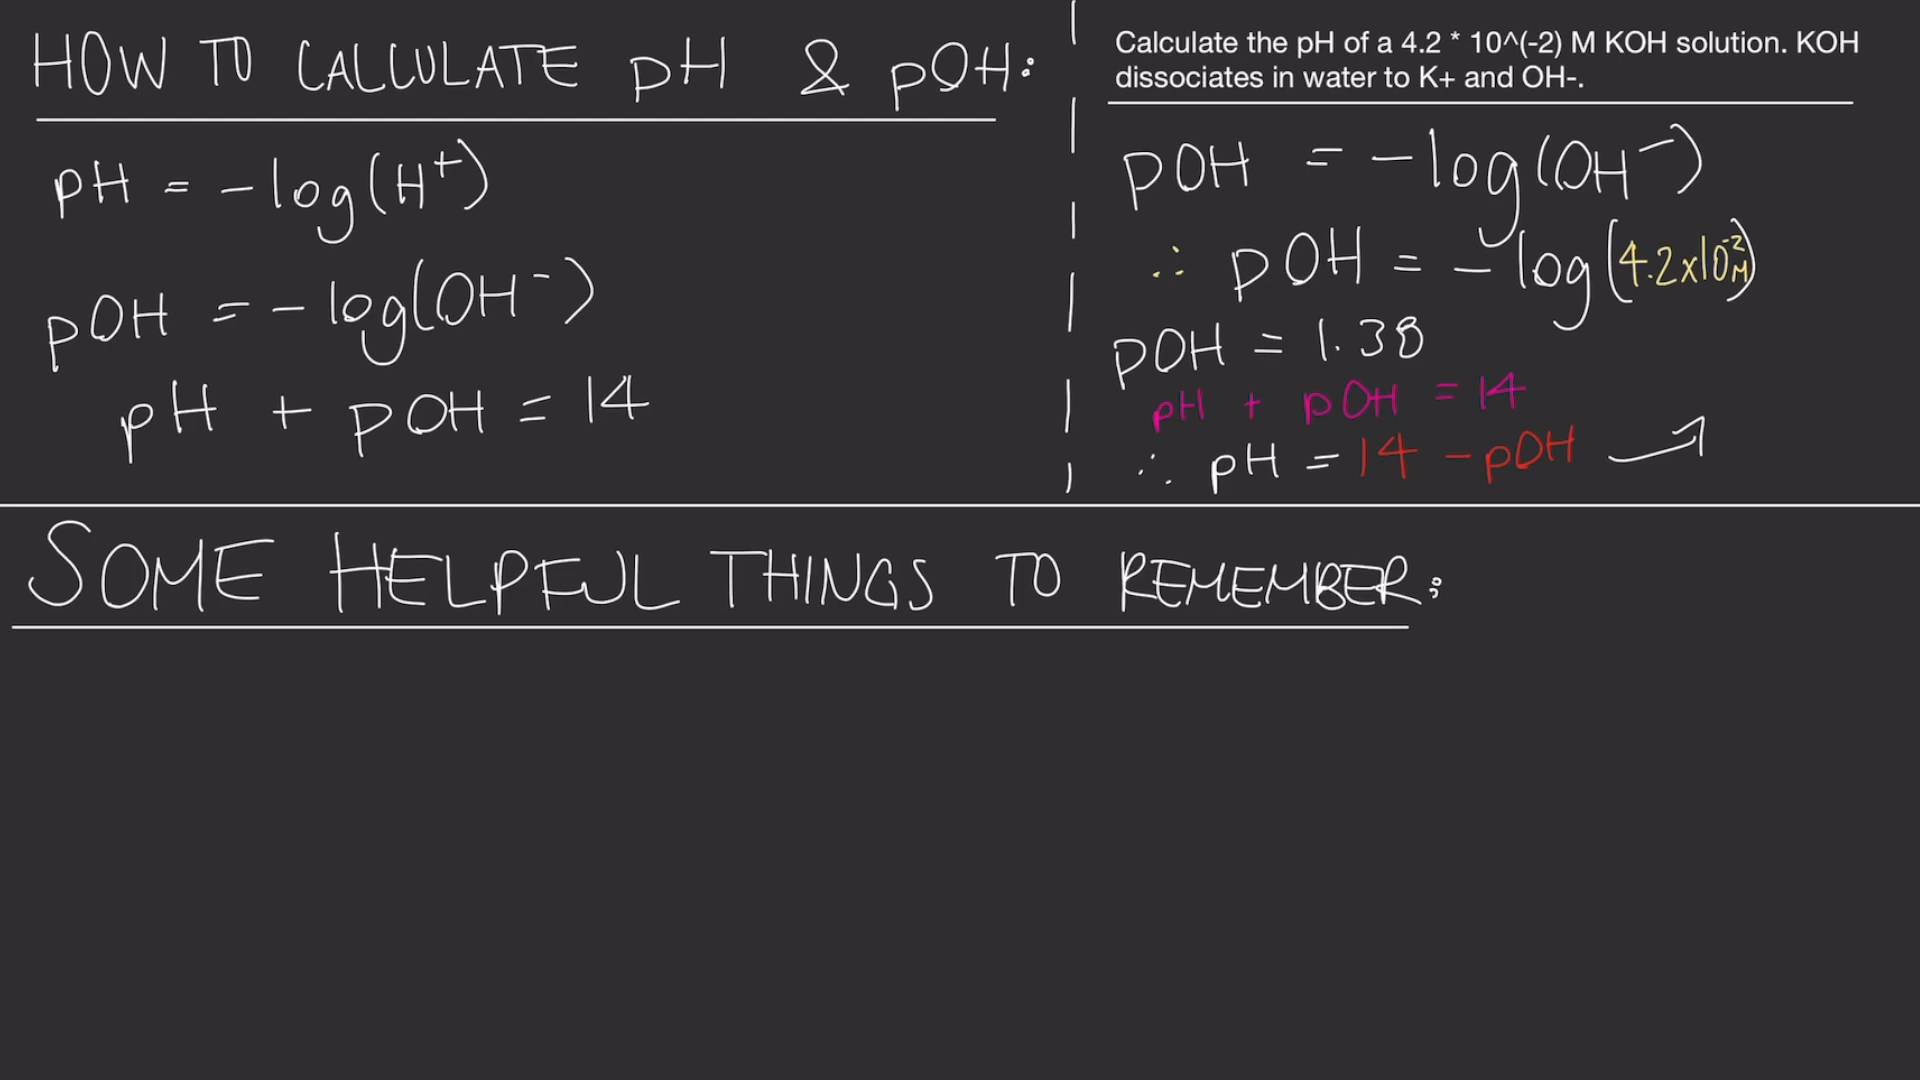 HOW TO CALCULATE pH & pOH:
pH = -log(H⁺)
pOH = -log(OH⁻)
pH + pOH = 14
Calculate the pH of a 4.2 * 10^(-2) M KOH solution. KOH
dissociates in water to K+ and OH-.
pOH = -log(OH⁻)
∴ pOH = -log(4.2x10⁻² M)
pOH = 1.38
pH + pOH = 14
∴ pH = 14 - pOH
SOME HELPFUL THINGS TO REMEMBER: